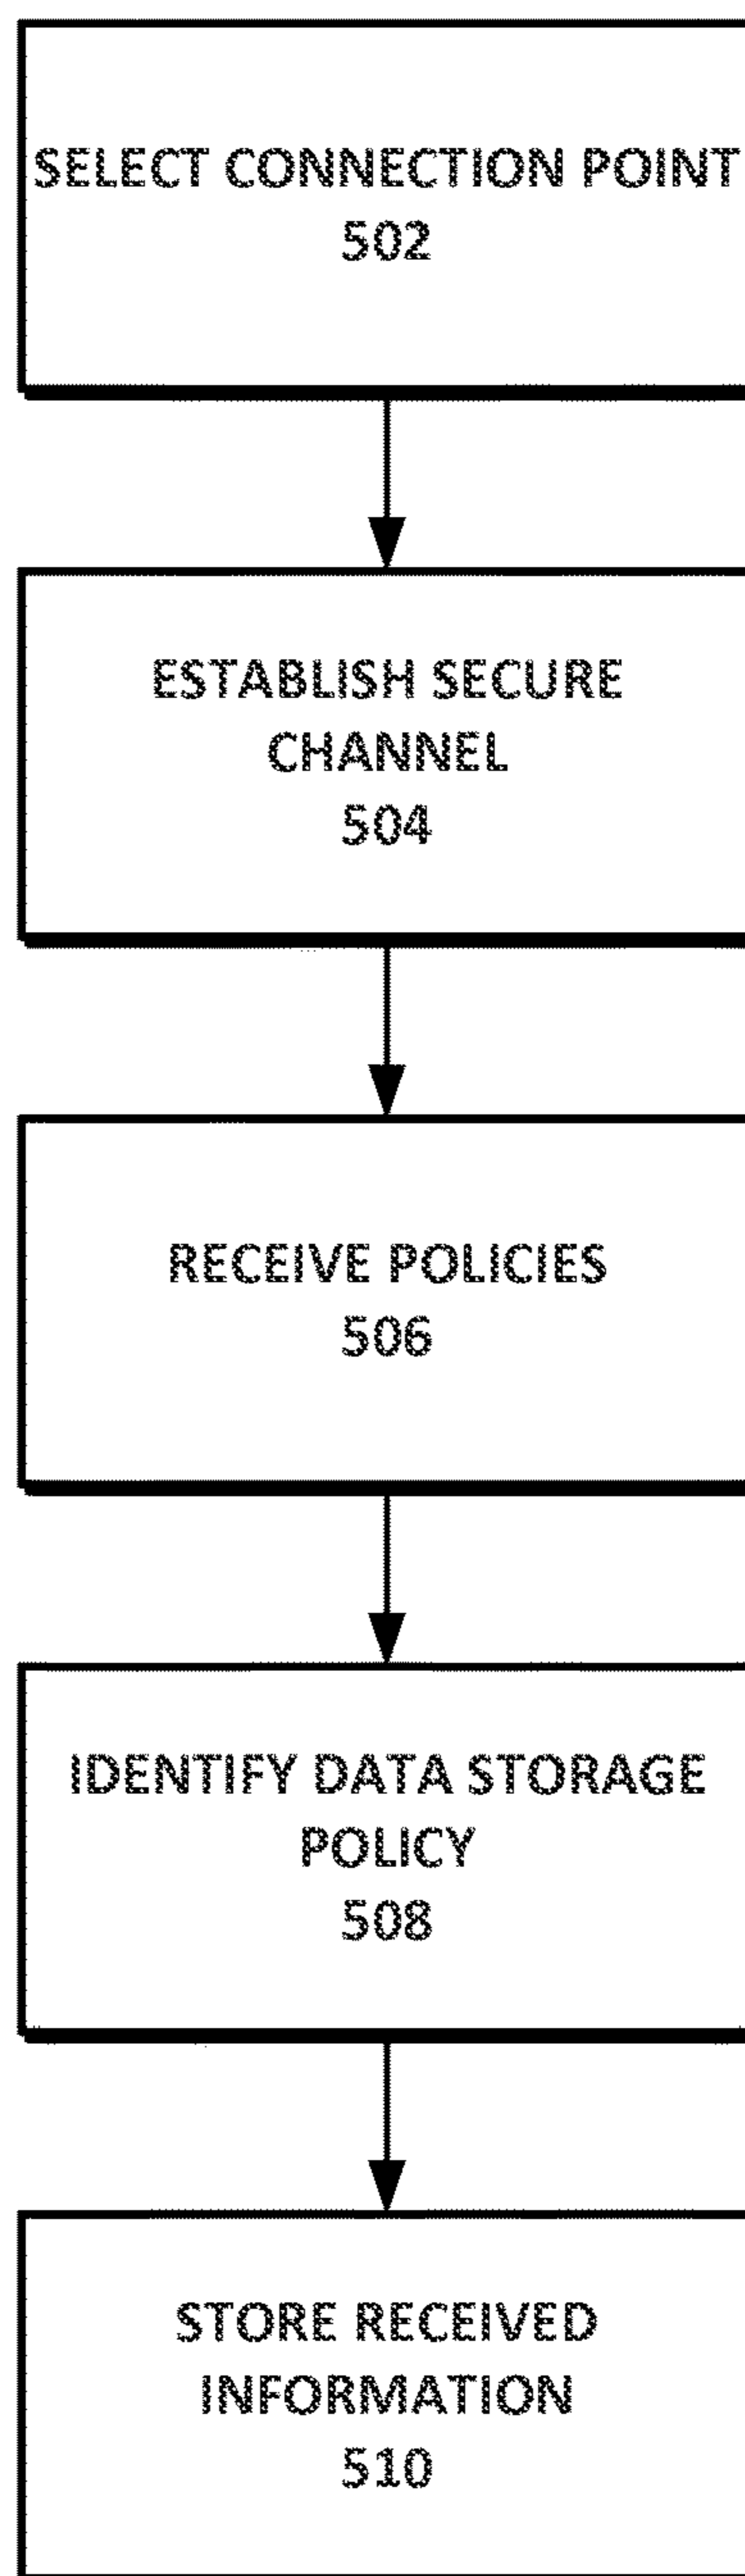 SELECT CONNECTION POINT
502
ESTABLISH SECURE
CHANNEL
504
RECEIVE POLICIES
506
IDENTIFY DATA STORAGE
POLICY
508
STORE RECEIVED
INFORMATION
510